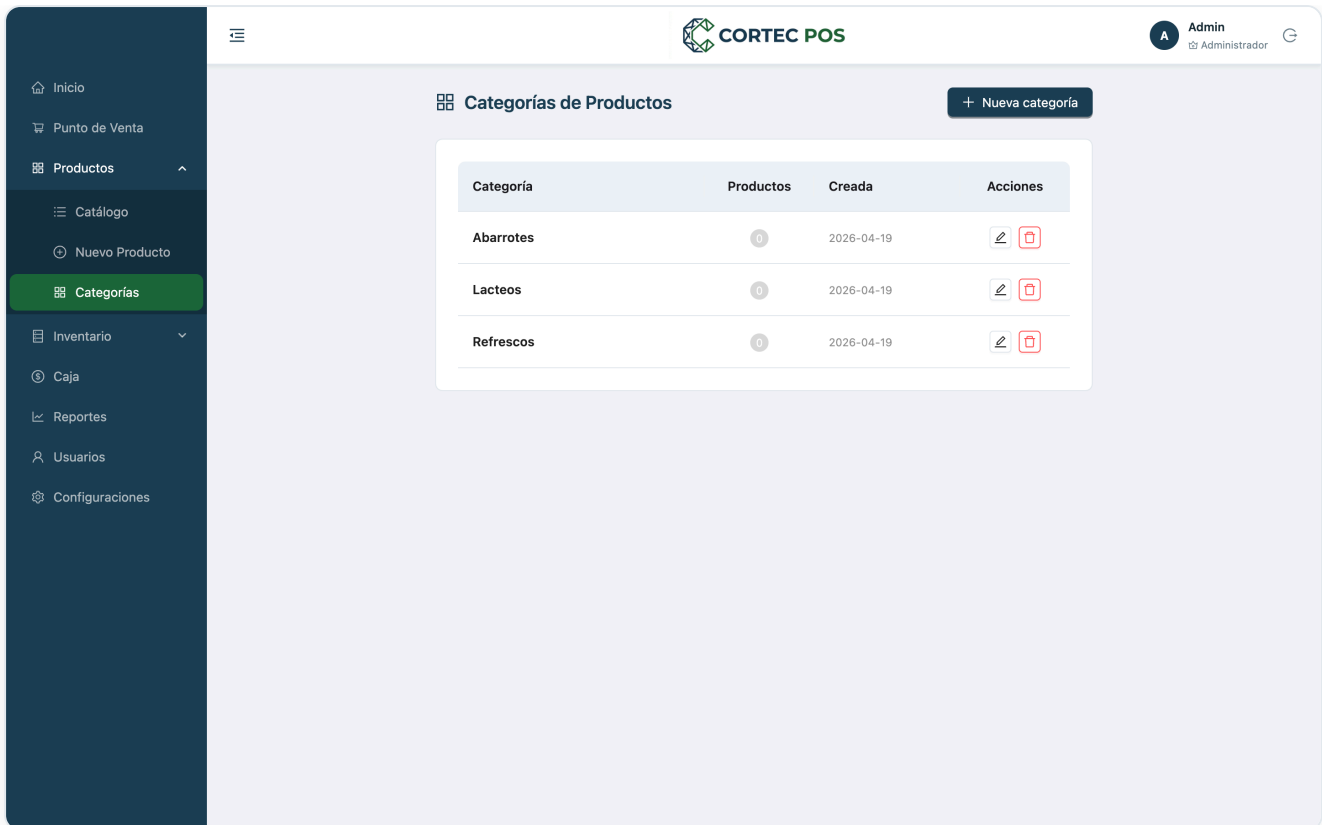 CORTEC POS
A
Admin
Administrador
Inicio
Punto de Venta
Productos
Catálogo
Nuevo Producto
Categorías
Inventario
Caja
Reportes
Usuarios
Configuraciones
Categorías de Productos
+ Nueva categoría
Categoría Productos Creada Acciones
Abarrotes 0 2026-04-19
Lacteos 0 2026-04-19
Refrescos 0 2026-04-19